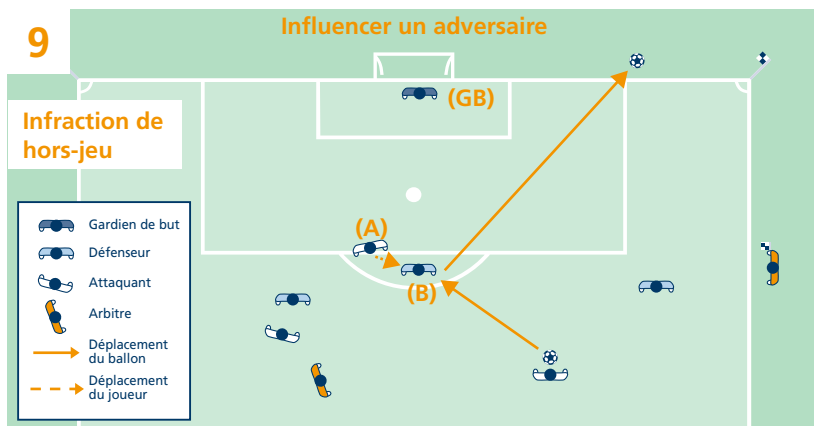 9
Influencer un adversaire
(GB)
Infraction de
hors-jeu
(A)
(B)
Gardien de but
Défenseur
Attaquant
Arbitre
Déplacement
du ballon
Déplacement
du joueur